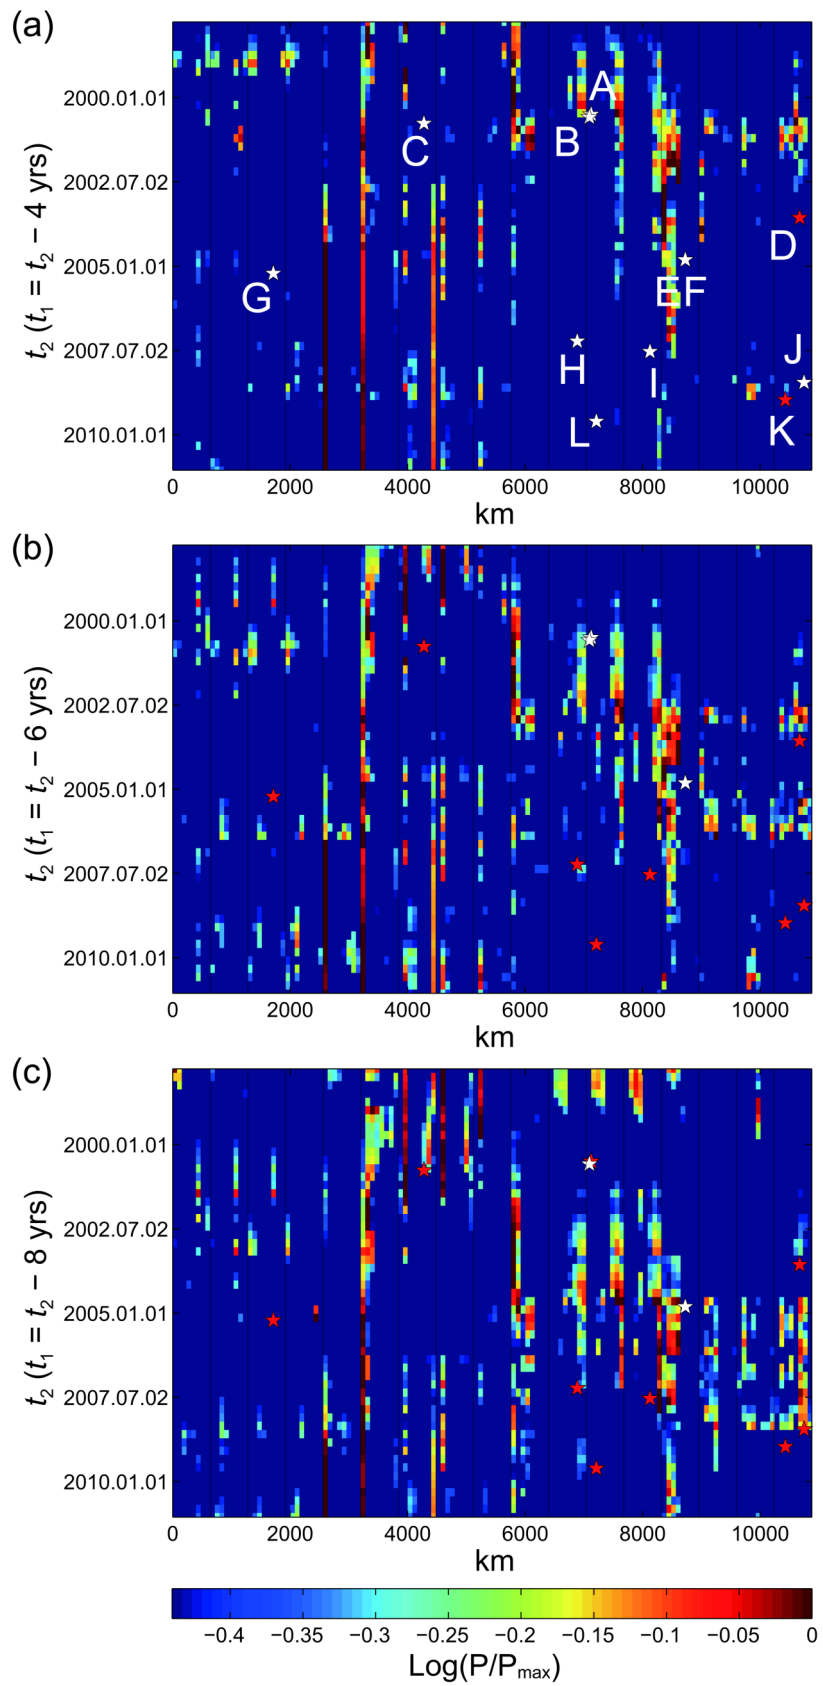 (a)
t2 (t1 = t2 − 4 yrs)
2000.01.01
2002.07.02
2005.01.01
2007.07.02
2010.01.01
A
B
C
D
EF
G
H
I
J
K
L
0 2000 4000 6000 8000 10000
km
(b)
t2 (t1 = t2 − 6 yrs)
2000.01.01
2002.07.02
2005.01.01
2007.07.02
2010.01.01
0 2000 4000 6000 8000 10000
km
(c)
t2 (t1 = t2 − 8 yrs)
2000.01.01
2002.07.02
2005.01.01
2007.07.02
2010.01.01
0 2000 4000 6000 8000 10000
km
−0.4 −0.35 −0.3 −0.25 −0.2 −0.15 −0.1 −0.05 0
Log(P/Pmax)